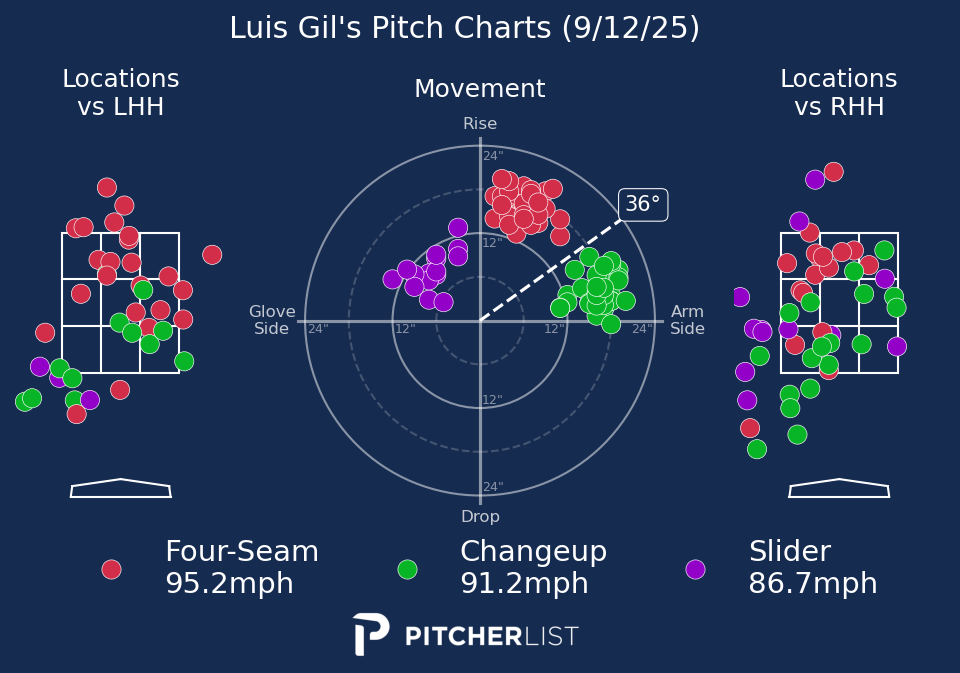 Luis Gil's Pitch Charts (9/12/25)
Locations
vs LHH
Movement
Locations
vs RHH
Rise
24"
36°
12"
Glove
Side
24"
12"
12"
24"
Arm
Side
12"
24"
Drop
Four-Seam
95.2mph
Changeup
91.2mph
Slider
86.7mph
PITCHERLIST